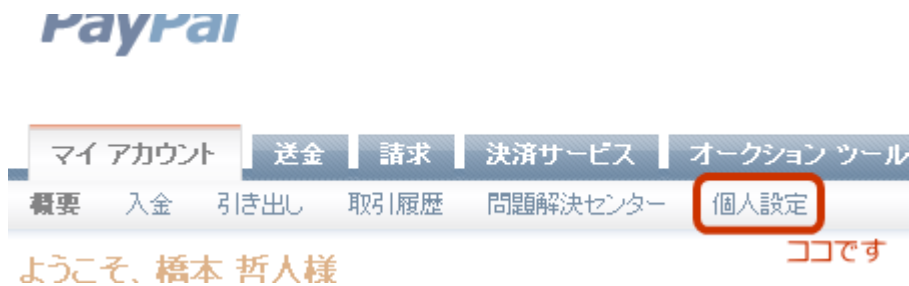 PayPal
マイ アカウント 送金 請求 決済サービス オークション ツール
概要 入金 引き出し 取引履歴 問題解決センター 個人設定
ココです
ようこそ、橋本 哲人様